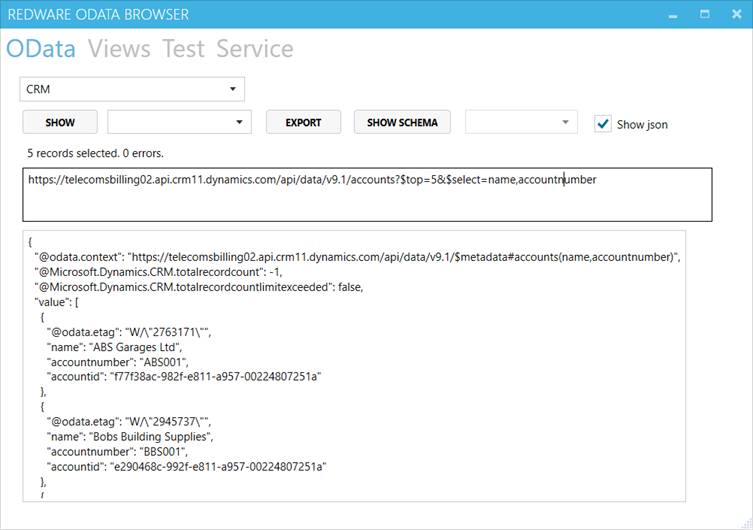 REDWARE ODATA BROWSER
OData Views Test Service
CRM
SHOW EXPORT SHOW SCHEMA Show json
5 records selected. 0 errors.
https://telecomsbilling02.api.crm11.dynamics.com/api/data/v9.1/accounts?$top=5&$select=name,accountnumber
{
"@odata.context": "https://telecomsbilling02.api.crm11.dynamics.com/api/data/v9.1/$metadata#accounts(name,accountnumber)",
"@Microsoft.Dynamics.CRM.totalrecordcount": -1,
"@Microsoft.Dynamics.CRM.totalrecordcountlimitexceeded": false,
"value": [
{
"@odata.etag": "W/\"2763171\"",
"name": "ABS Garages Ltd",
"accountnumber": "ABS001",
"accountid": "f77f38ac-982f-e811-a957-00224807251a"
},
{
"@odata.etag": "W/\"2945737\"",
"name": "Bobs Building Supplies",
"accountnumber": "BBS001",
"accountid": "e290468c-992f-e811-a957-00224807251a"
},
{